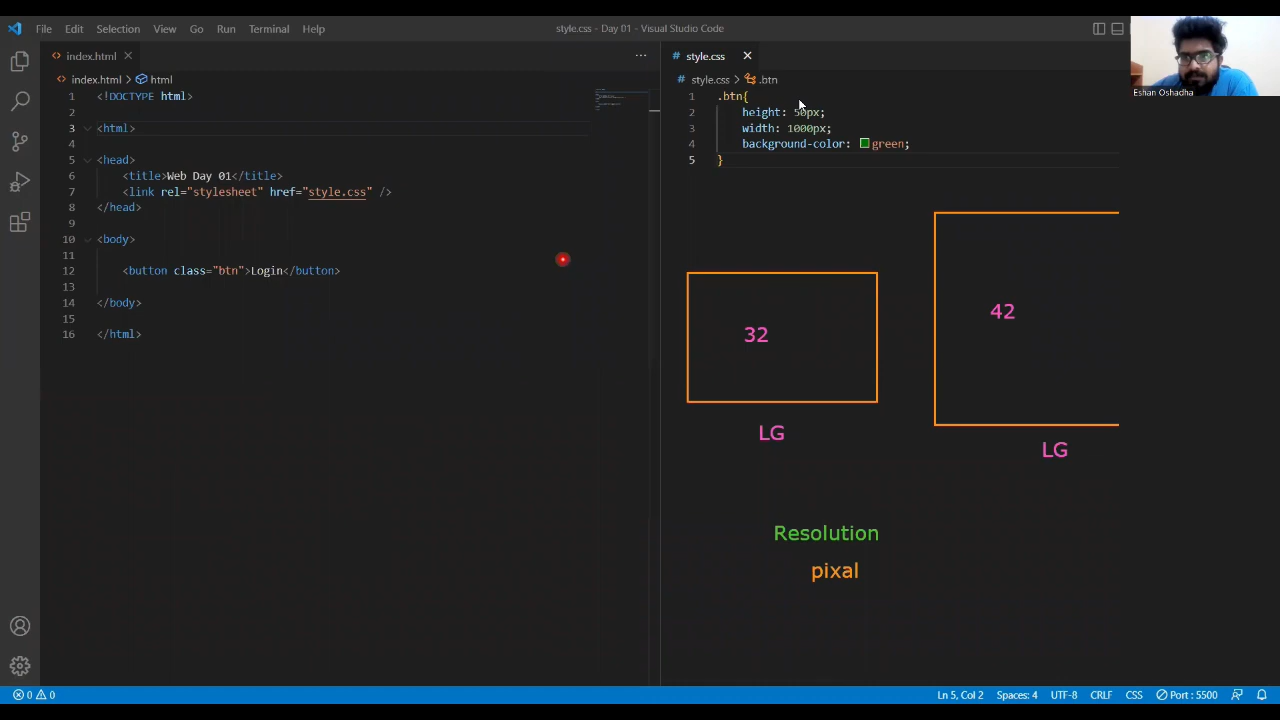 File Edit Selection View Go Run Terminal Help
style.css - Day 01 - Visual Studio Code
index.html
index.html > html
1 <!DOCTYPE html>
2
3 <html>
4
5 <head>
6 <title>Web Day 01</title>
7 <link rel="stylesheet" href="style.css" />
8 </head>
9
10 <body>
11
12 <button class="btn">Login</button>
13
14 </body>
15
16 </html>
# style.css
# style.css > .btn
1 .btn{
2 height: 50px;
3 width: 1000px;
4 background-color: green;
5 }
32
LG
42
LG
Resolution
pixal
Eshan Oshadha
0 0
Ln 5, Col 2 Spaces: 4 UTF-8 CRLF CSS Port : 5500